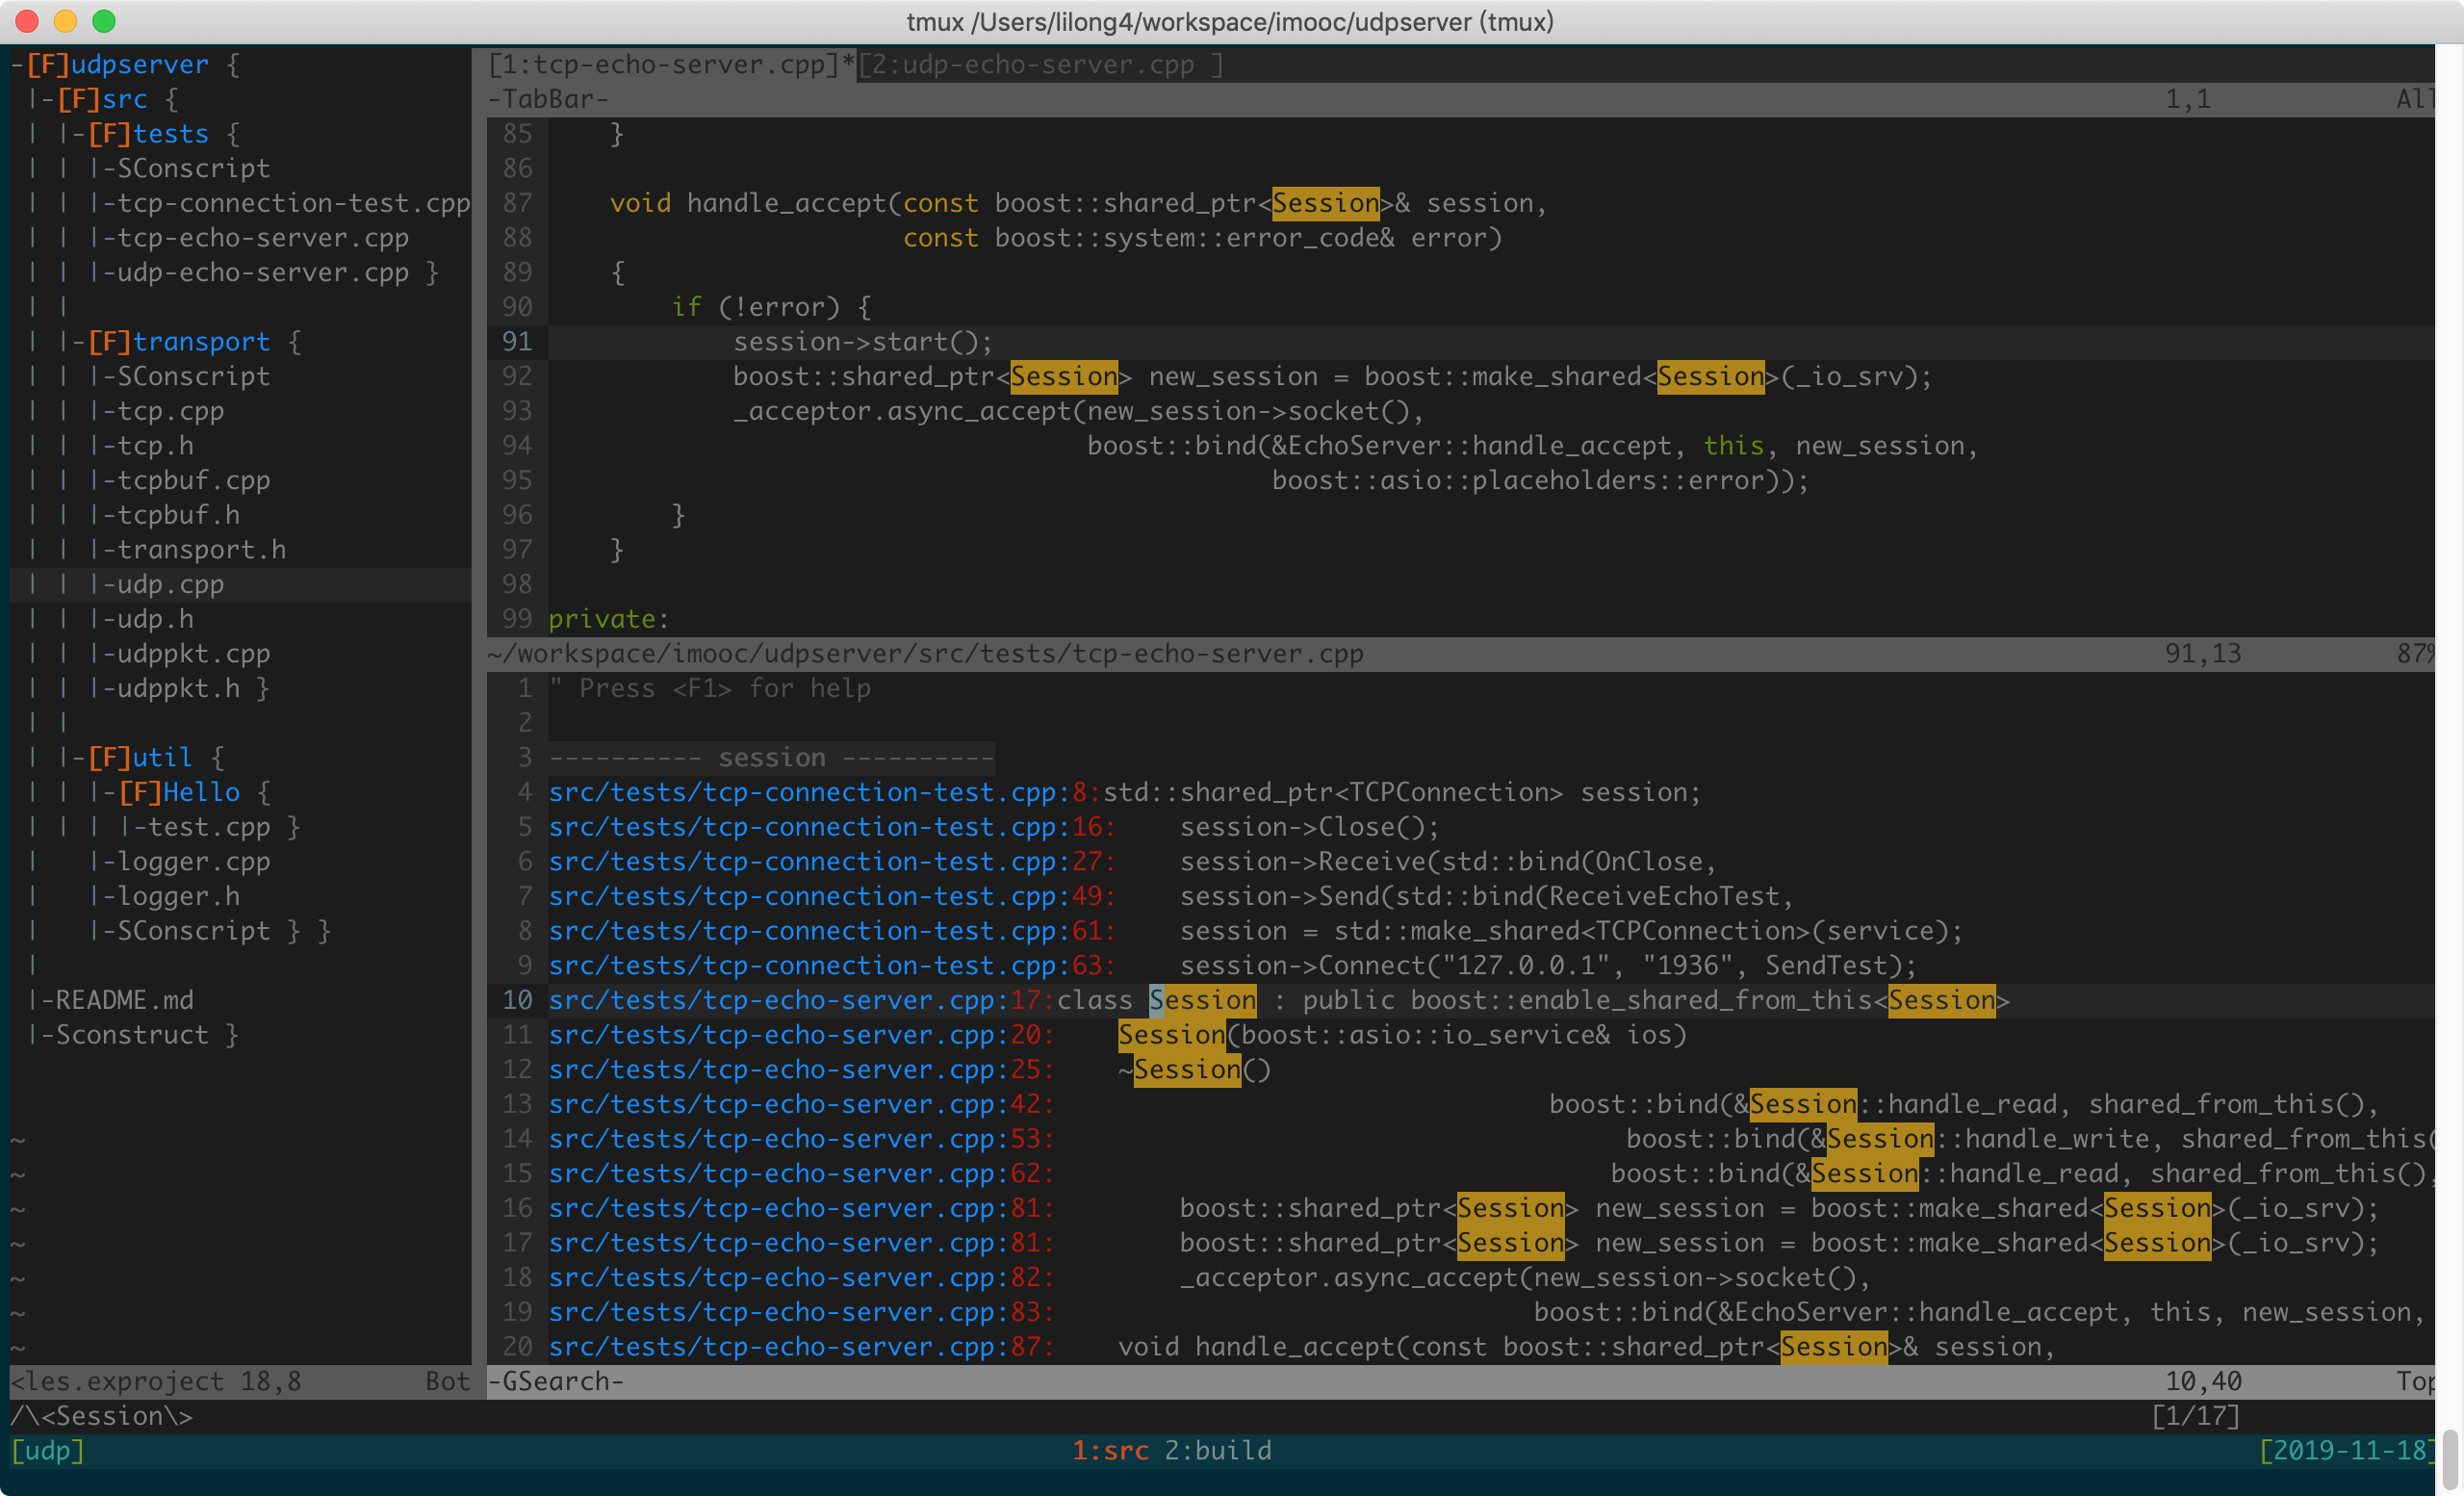 tmux /Users/lilong4/workspace/imooc/udpserver (tmux)
-[F]udpserver {
 |-[F]src {
 | |-[F]tests {
 | | |-SConscript
 | | |-tcp-connection-test.cpp
 | | |-tcp-echo-server.cpp
 | | |-udp-echo-server.cpp }
 | |
 | |-[F]transport {
 | | |-SConscript
 | | |-tcp.cpp
 | | |-tcp.h
 | | |-tcpbuf.cpp
 | | |-tcpbuf.h
 | | |-transport.h
 | | |-udp.cpp
 | | |-udp.h
 | | |-udppkt.cpp
 | | |-udppkt.h }
 | |
 | |-[F]util {
 | | |-[F]Hello {
 | | | |-test.cpp }
 |   |-logger.cpp
 |   |-logger.h
 |   |-SConscript } }
 |
 |-README.md
 |-Sconstruct }
~
~
~
~
~
~
~
<les.exproject 18,8 Bot
[1:tcp-echo-server.cpp]*[2:udp-echo-server.cpp ]
-TabBar- 1,1 All
85     }
86
87     void handle_accept(const boost::shared_ptr<Session>& session,
88                        const boost::system::error_code& error)
89     {
90         if (!error) {
91             session->start();
92             boost::shared_ptr<Session> new_session = boost::make_shared<Session>(_io_srv);
93             _acceptor.async_accept(new_session->socket(),
94                                    boost::bind(&EchoServer::handle_accept, this, new_session,
95                                                boost::asio::placeholders::error));
96         }
97     }
98
99 private:
~/workspace/imooc/udpserver/src/tests/tcp-echo-server.cpp 91,13 87%
1 " Press <F1> for help
2
3 ---------- session ----------
4 src/tests/tcp-connection-test.cpp:8:std::shared_ptr<TCPConnection> session;
5 src/tests/tcp-connection-test.cpp:16:    session->Close();
6 src/tests/tcp-connection-test.cpp:27:    session->Receive(std::bind(OnClose,
7 src/tests/tcp-connection-test.cpp:49:    session->Send(std::bind(ReceiveEchoTest,
8 src/tests/tcp-connection-test.cpp:61:    session = std::make_shared<TCPConnection>(service);
9 src/tests/tcp-connection-test.cpp:63:    session->Connect("127.0.0.1", "1936", SendTest);
10 src/tests/tcp-echo-server.cpp:17:class Session : public boost::enable_shared_from_this<Session>
11 src/tests/tcp-echo-server.cpp:20:    Session(boost::asio::io_service& ios)
12 src/tests/tcp-echo-server.cpp:25:    ~Session()
13 src/tests/tcp-echo-server.cpp:42:                                boost::bind(&Session::handle_read, shared_from_this(),
14 src/tests/tcp-echo-server.cpp:53:                                     boost::bind(&Session::handle_write, shared_from_this(
15 src/tests/tcp-echo-server.cpp:62:                                    boost::bind(&Session::handle_read, shared_from_this(),
16 src/tests/tcp-echo-server.cpp:81:        boost::shared_ptr<Session> new_session = boost::make_shared<Session>(_io_srv);
17 src/tests/tcp-echo-server.cpp:81:        boost::shared_ptr<Session> new_session = boost::make_shared<Session>(_io_srv);
18 src/tests/tcp-echo-server.cpp:82:        _acceptor.async_accept(new_session->socket(),
19 src/tests/tcp-echo-server.cpp:83:                               boost::bind(&EchoServer::handle_accept, this, new_session,
20 src/tests/tcp-echo-server.cpp:87:    void handle_accept(const boost::shared_ptr<Session>& session,
-GSearch- 10,40 Top
/\<Session\> [1/17]
[udp] 1:src 2:build [2019-11-18]